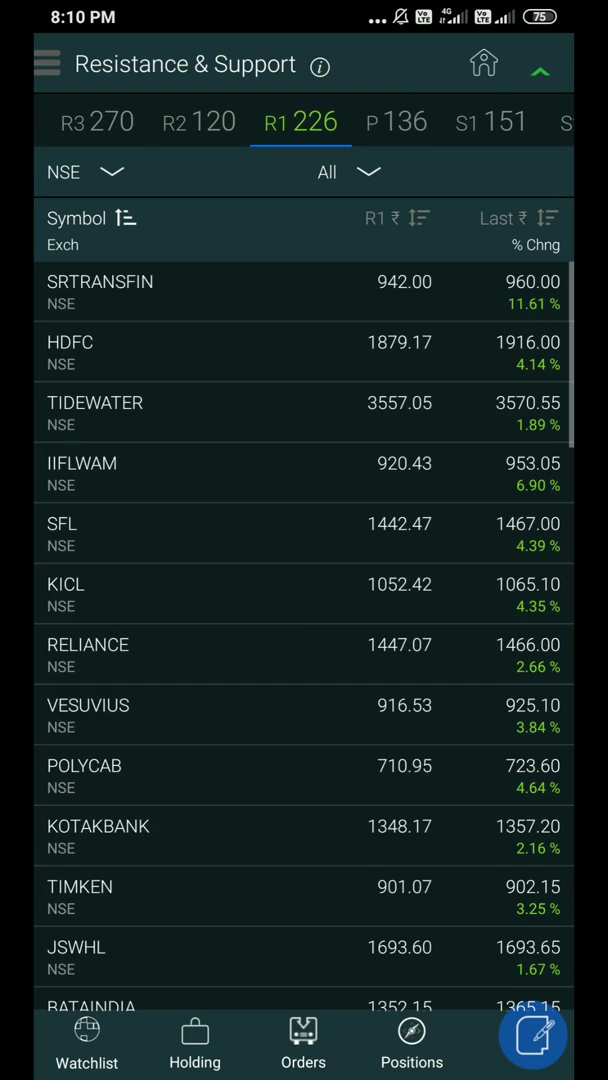 8:10 PM 4G 75
Resistance & Support
R3 270 R2 120 R1 226 P 136 S1 151 S
NSE All
Symbol R1 ₹ Last ₹
Exch % Chng
SRTRANSFIN 942.00 960.00
NSE 11.61 %
HDFC 1879.17 1916.00
NSE 4.14 %
TIDEWATER 3557.05 3570.55
NSE 1.89 %
IIFLWAM 920.43 953.05
NSE 6.90 %
SFL 1442.47 1467.00
NSE 4.39 %
KICL 1052.42 1065.10
NSE 4.35 %
RELIANCE 1447.07 1466.00
NSE 2.66 %
VESUVIUS 916.53 925.10
NSE 3.84 %
POLYCAB 710.95 723.60
NSE 4.64 %
KOTAKBANK 1348.17 1357.20
NSE 2.16 %
TIMKEN 901.07 902.15
NSE 3.25 %
JSWHL 1693.60 1693.65
NSE 1.67 %
BATAINDIA 1352.15 1365.15
Watchlist Holding Orders Positions